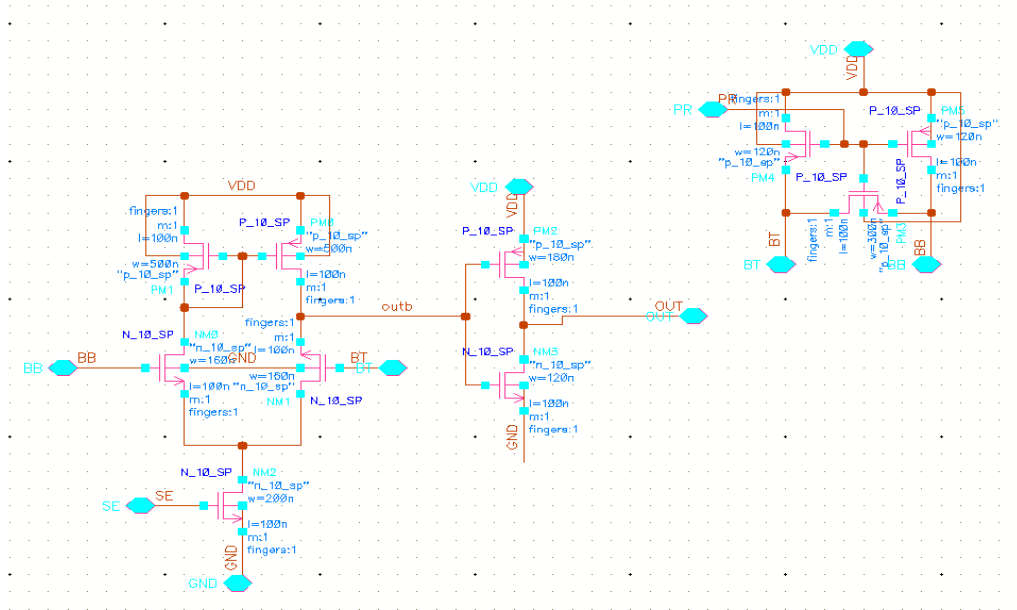 VDD
VDD
PR
PR
fingers:1
m:1
l=100n
w=120n
"p_10_sp"
PM4
P_10_SP
P_10_SP
PM5
"p_10_sp"
w=120n
l=100n
m:1
fingers:1
P_10_SP
fingers:1
m:1
l=100n
w=300n
"p_10_sp"
PM3
BT
BT
BB
BB
VDD
fingers:1
m:1
l=100n
w=500n
"p_10_sp"
PM1
P_10_SP
P_10_SP
PM0
"p_10_sp"
w=500n
l=100n
m:1
fingers:1
VDD
VDD
P_10_SP
PM2
"p_10_sp"
w=180n
l=100n
m:1
fingers:1
outb
OUT
OUT
N_10_SP
NM0
"n_10_sp"
w=160n
l=100n
m:1
fingers:1
GND
fingers:1
m:1
l=100n
w=160n
"n_10_sp"
NM1
N_10_SP
BB
BB
BT
BT
N_10_SP
NM3
"n_10_sp"
w=120n
l=100n
m:1
fingers:1
GND
N_10_SP
NM2
"n_10_sp"
w=200n
l=100n
m:1
fingers:1
SE
SE
GND
GND